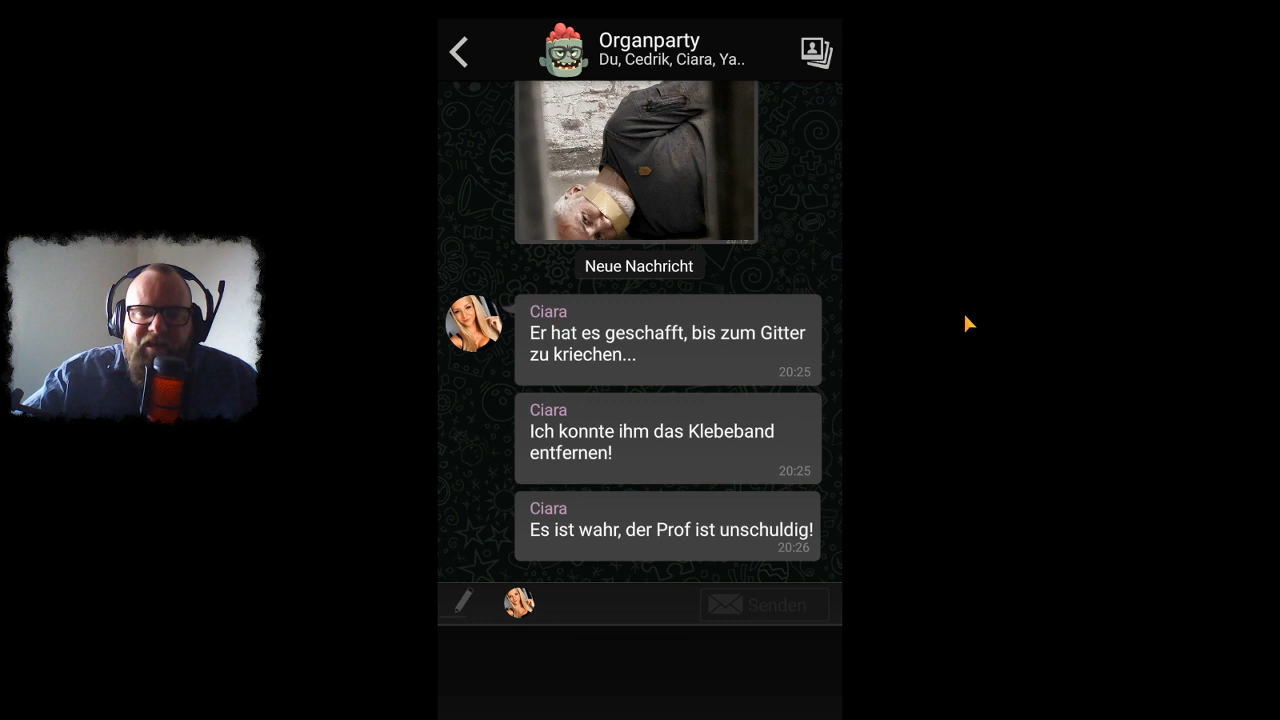 Organparty
Du, Cedrik, Ciara, Ya..
Neue Nachricht
Ciara
Er hat es geschafft, bis zum Gitter
zu kriechen...
20:25
Ciara
Ich konnte ihm das Klebeband
entfernen!
20:25
Ciara
Es ist wahr, der Prof ist unschuldig!
20:26
Senden